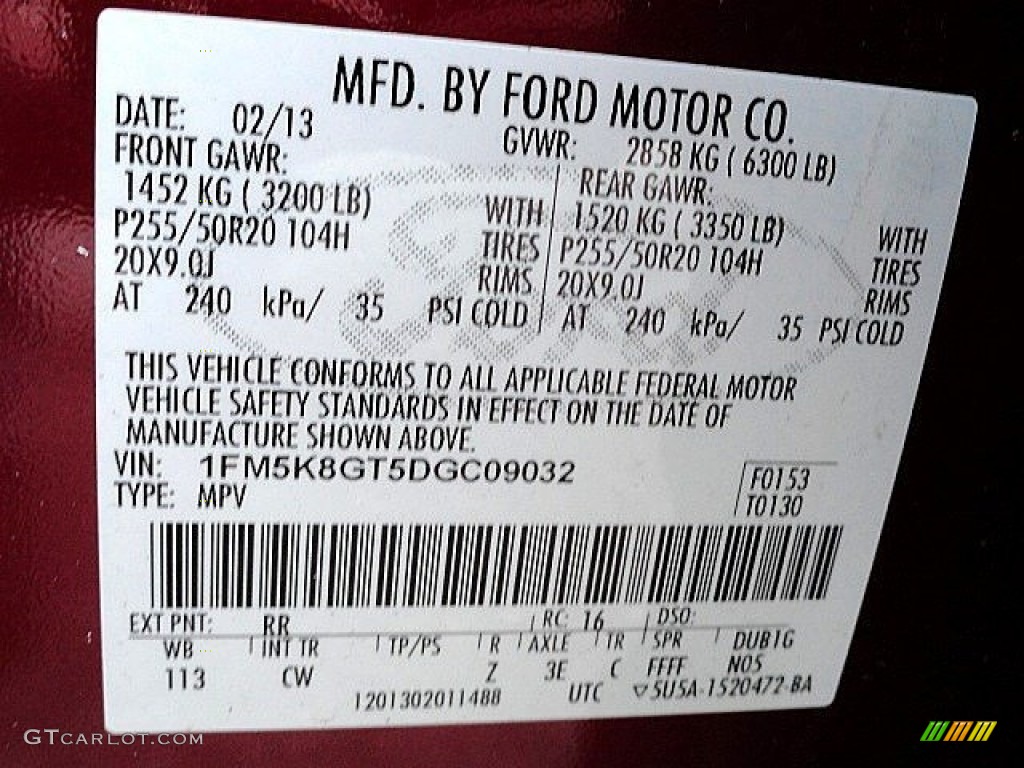 MFD. BY FORD MOTOR CO.
DATE: 02/13 GVWR: 2858 KG ( 6300 LB)
FRONT GAWR: REAR GAWR:
1452 KG ( 3200 LB) WITH 1520 KG ( 3350 LB) WITH
P255/50R20 104H TIRES P255/50R20 104H TIRES
20X9.0J RIMS 20X9.0J RIMS
AT 240 kPa/ 35 PSI COLD AT 240 kPa/ 35 PSI COLD
THIS VEHICLE CONFORMS TO ALL APPLICABLE FEDERAL MOTOR
VEHICLE SAFETY STANDARDS IN EFFECT ON THE DATE OF
MANUFACTURE SHOWN ABOVE.
VIN: 1FM5K8GT5DGC09032 F0153
TYPE: MPV T0130
EXT PNT: RR RC: 16 DSO:
WB INT TR TP/PS R AXLE TR SPR DUB1G
113 CW Z 3E C FFFF N05
1201302011488 UTC ▽5U5A-1520472-BA
GTCARLOT.COM